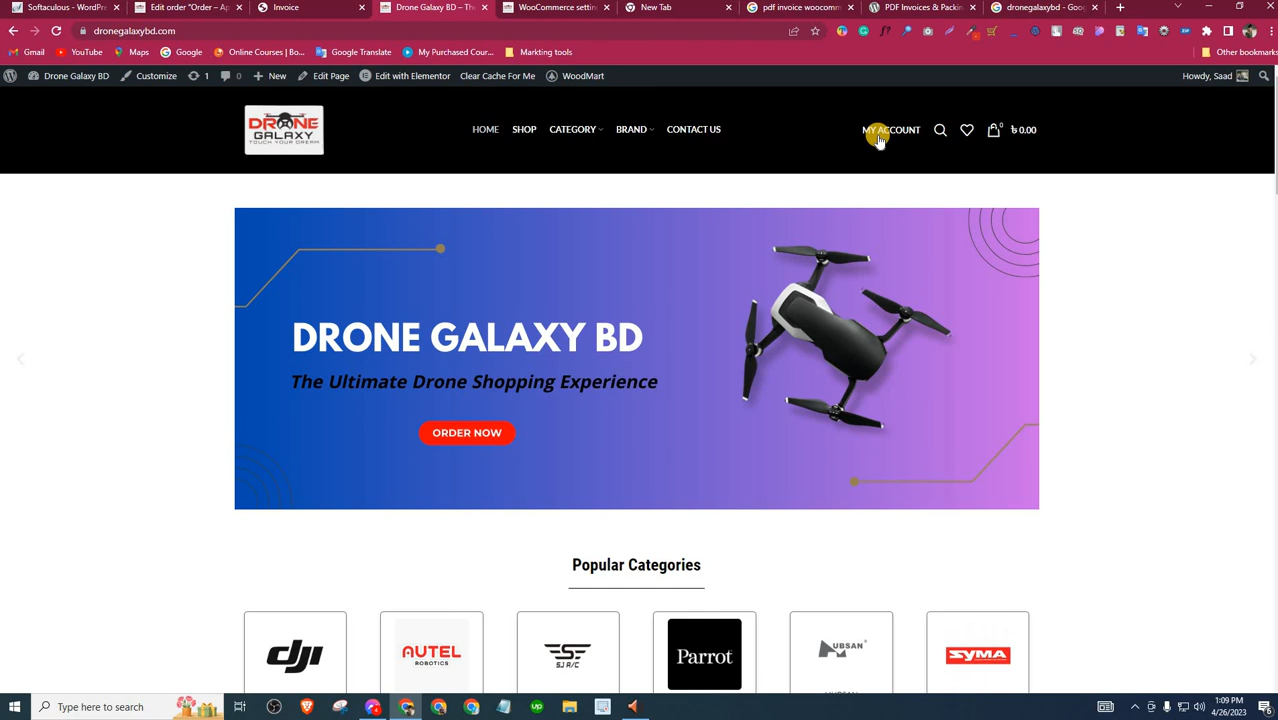 Softaculous - WordPre
Edit order "Order – Ap
Invoice
Drone Galaxy BD – The
WooCommerce settin
New Tab
pdf invoice woocomm
PDF Invoices & Packin
dronegalaxybd - Goog
dronegalaxybd.com
Gmail
YouTube
Maps
Google
Online Courses | Bo...
Google Translate
My Purchased Cour...
Markting tools
Other bookmarks
Drone Galaxy BD
Customize
1
0
New
Edit Page
Edit with Elementor
Clear Cache For Me
WoodMart
Howdy, Saad
DRONE
GALAXY
TOUCH YOUR DREAM
HOME
SHOP
CATEGORY
BRAND
CONTACT US
MY ACCOUNT
0
৳ 0.00
DRONE GALAXY BD
The Ultimate Drone Shopping Experience
ORDER NOW
Popular Categories
dji
AUTEL
ROBOTICS
SJ R/C
Parrot
HUBSAN
SYMA
Type here to search
1:09 PM
4/26/2023